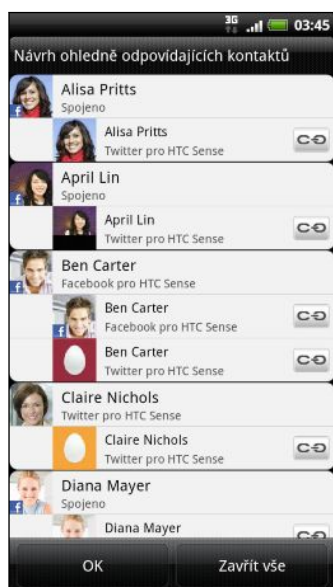 3G 03:45
Návrh ohledně odpovídajících kontaktů
Alisa Pritts
Spojeno
Alisa Pritts
Twitter pro HTC Sense
April Lin
Spojeno
April Lin
Twitter pro HTC Sense
Ben Carter
Facebook pro HTC Sense
Ben Carter
Facebook pro HTC Sense
Ben Carter
Twitter pro HTC Sense
Claire Nichols
Twitter pro HTC Sense
Claire Nichols
Twitter pro HTC Sense
Diana Mayer
Spojeno
Diana Mayer
OK Zavřít vše